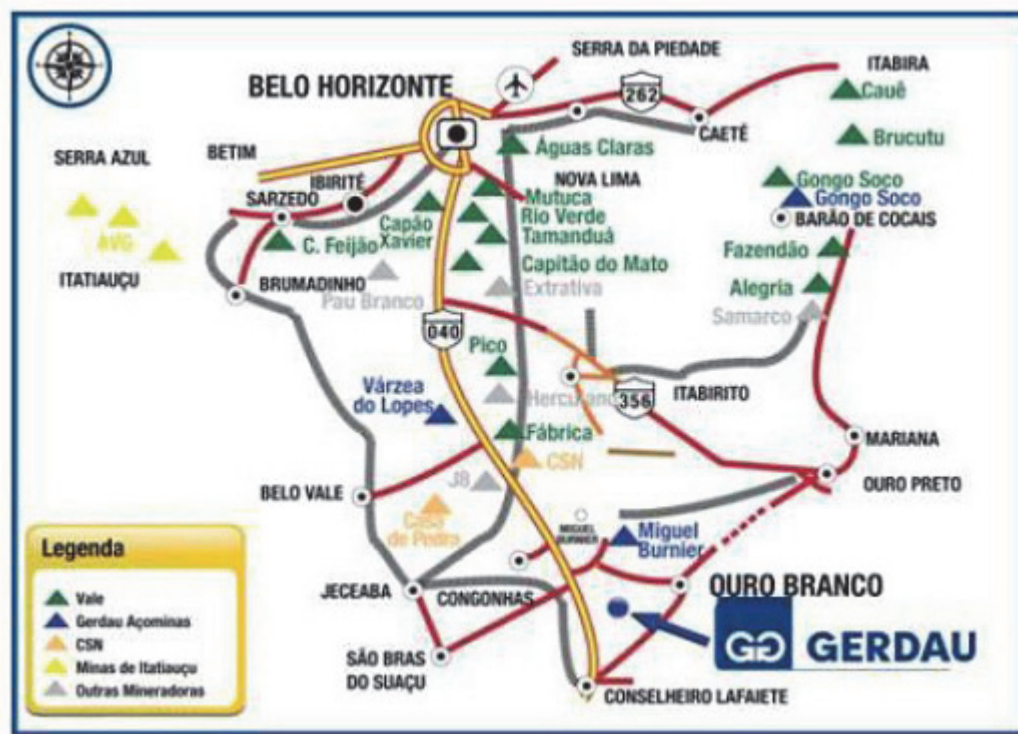 SERRA DA PIEDADE
BELO HORIZONTE
262
ITABIRA
Cauê
CAETÉ
Brucutu
SERRA AZUL
BETIM
Águas Claras
IBIRITÉ
NOVA LIMA
Gongo Soco
Gongo Soco
SARZEDO
Mutuca
BARÃO DE COCAIS
AVG
Capão
Xavier
Rio Verde
C. Feijão
Tamanduá
Fazendão
ITATIAUÇU
BRUMADINHO
Capitão do Mato
Pau Branco
Extrativa
Alegria
Samarco
040
Pico
Várzea
do Lopes
Herculano
356
ITABIRITO
Fábrica
MARIANA
CSN
J8
OURO PRETO
BELO VALE
Casa
de Pedra
MIGUEL
BURNIER
Miguel
Burnier
Legenda
Vale
Gerdau Açominas
CSN
Minas de Itatiauçu
Outras Mineradoras
JECEABA
CONGONHAS
OURO BRANCO
GERDAU
SÃO BRAS
DO SUAÇU
CONSELHEIRO LAFAIETE